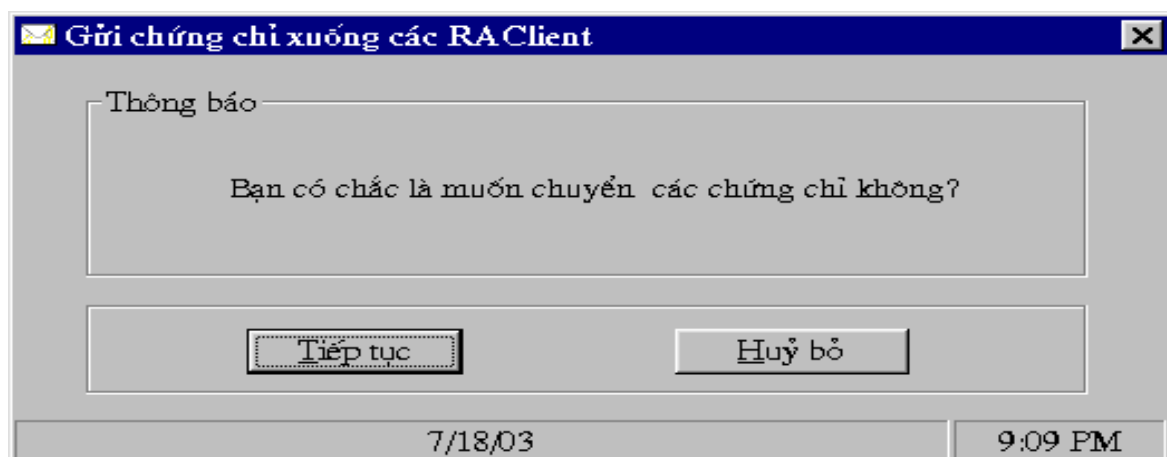 Gửi chứng chỉ xuống các RAClient
Thông báo
Bạn có chắc là muốn chuyển các chứng chỉ không?
Tiếp tục
Huỷ bỏ
7/18/03
9:09 PM